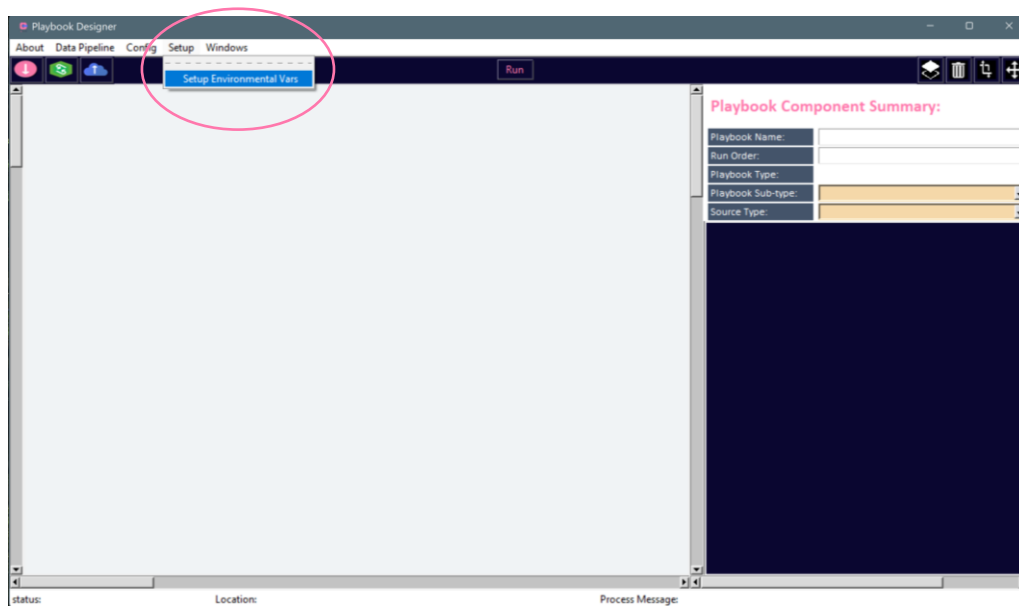 Playbook Designer
About Data Pipeline Config Setup Windows
Setup Environmental Vars
Run
Playbook Component Summary:
Playbook Name:
Run Order:
Playbook Type:
Playbook Sub-type:
Source Type:
status: Location: Process Message: